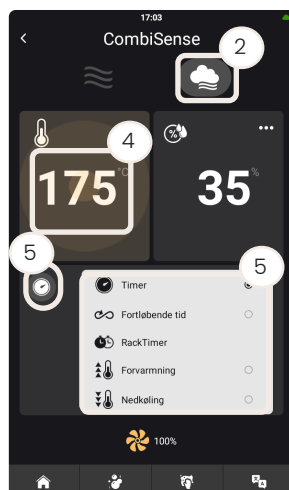 17:03
CombiSense
2
4
175 °C
% 
35 %
5
5
Timer
Fortløbende tid
RackTimer
Forvarmning
Nedkøling
100%